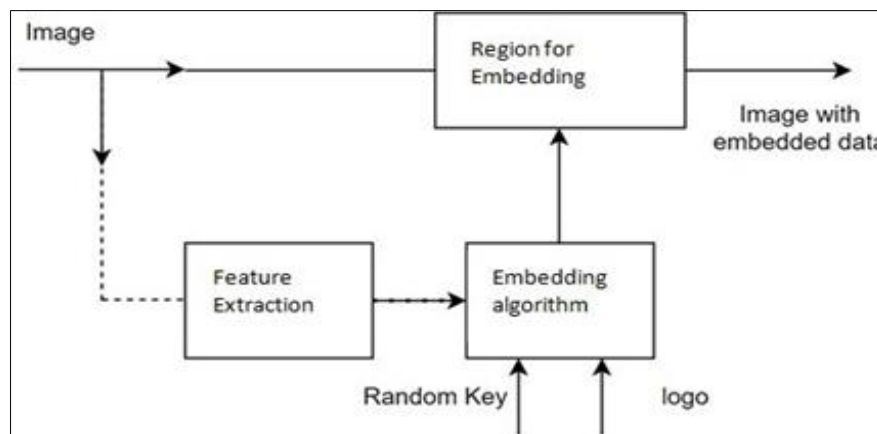 Image
Region for
Embedding
Image with
embedded data
Feature
Extraction
Embedding
algorithm
Random Key
logo